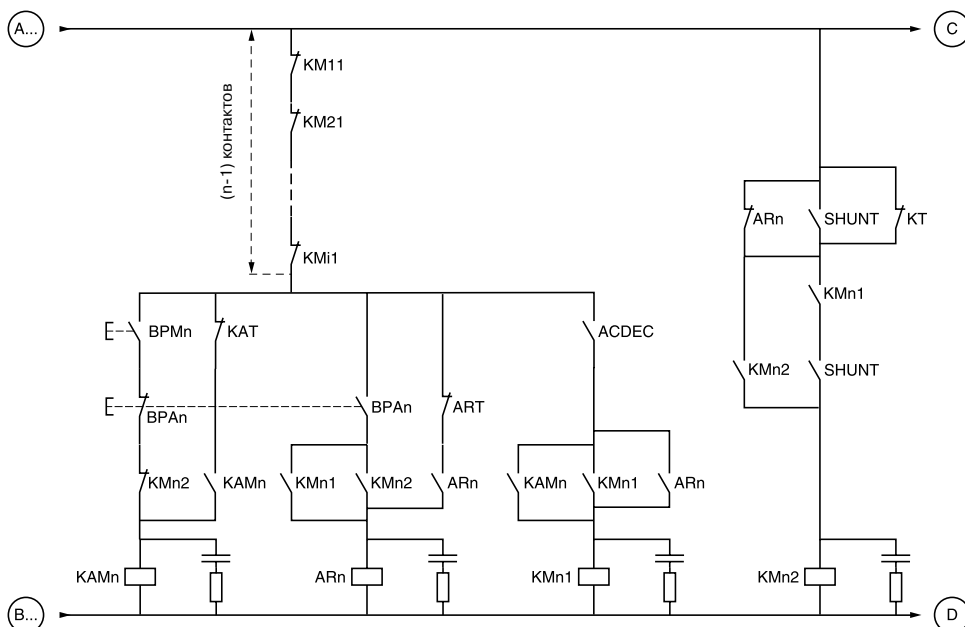 A...
C
KM11
(n-1) контактов
KM21
KMi1
ARn
SHUNT
KT
KMn1
BPMn
KAT
ACDEC
KMn2
SHUNT
BPAn
BPAn
ART
KMn2
KAMn
KMn1
KMn2
ARn
KAMn
KMn1
ARn
KAMn
ARn
KMn1
KMn2
B...
D